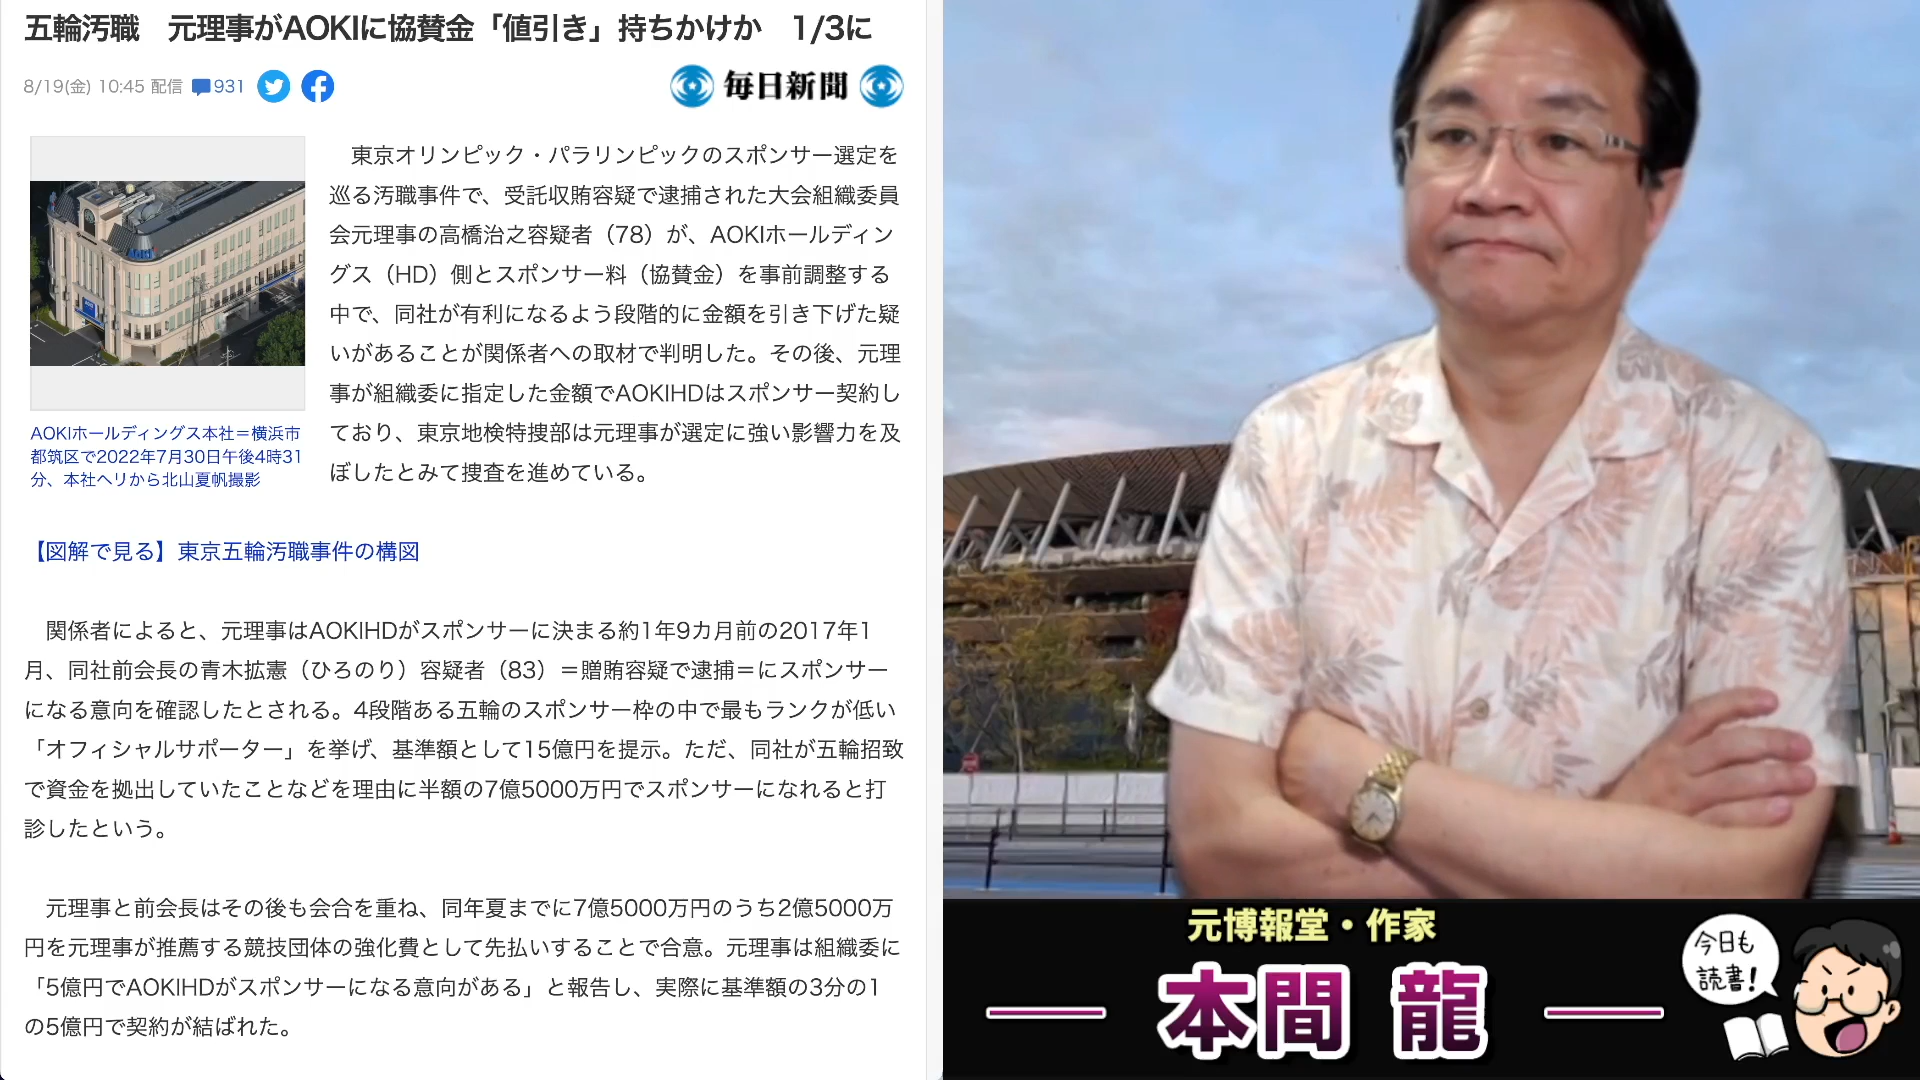 五輪汚職　元理事がAOKIに協賛金「値引き」持ちかけか　1/3に
8/19(金) 10:45 配信 931
毎日新聞
東京オリンピック・パラリンピックのスポンサー選定を
巡る汚職事件で、受託収賄容疑で逮捕された大会組織委員
会元理事の高橋治之容疑者（78）が、AOKIホールディン
グス（HD）側とスポンサー料（協賛金）を事前調整する
中で、同社が有利になるよう段階的に金額を引き下げた疑
いがあることが関係者への取材で判明した。その後、元理
事が組織委に指定した金額でAOKIHDはスポンサー契約し
ており、東京地検特捜部は元理事が選定に強い影響力を及
ぼしたとみて捜査を進めている。
AOKI
AOKIホールディングス本社＝横浜市
都筑区で2022年7月30日午後4時31
分、本社ヘリから北山夏帆撮影
【図解で見る】東京五輪汚職事件の構図
関係者によると、元理事はAOKIHDがスポンサーに決まる約1年9カ月前の2017年1
月、同社前会長の青木拡憲（ひろのり）容疑者（83）＝贈賄容疑で逮捕＝にスポンサー
になる意向を確認したとされる。4段階ある五輪のスポンサー枠の中で最もランクが低い
「オフィシャルサポーター」を挙げ、基準額として15億円を提示。ただ、同社が五輪招致
で資金を拠出していたことなどを理由に半額の7億5000万円でスポンサーになれると打
診したという。
元理事と前会長はその後も会合を重ね、同年夏までに7億5000万円のうち2億5000万
円を元理事が推薦する競技団体の強化費として先払いすることで合意。元理事は組織委に
「5億円でAOKIHDがスポンサーになる意向がある」と報告し、実際に基準額の3分の1
の5億円で契約が結ばれた。
元博報堂・作家
本間 龍
今日も
読書！